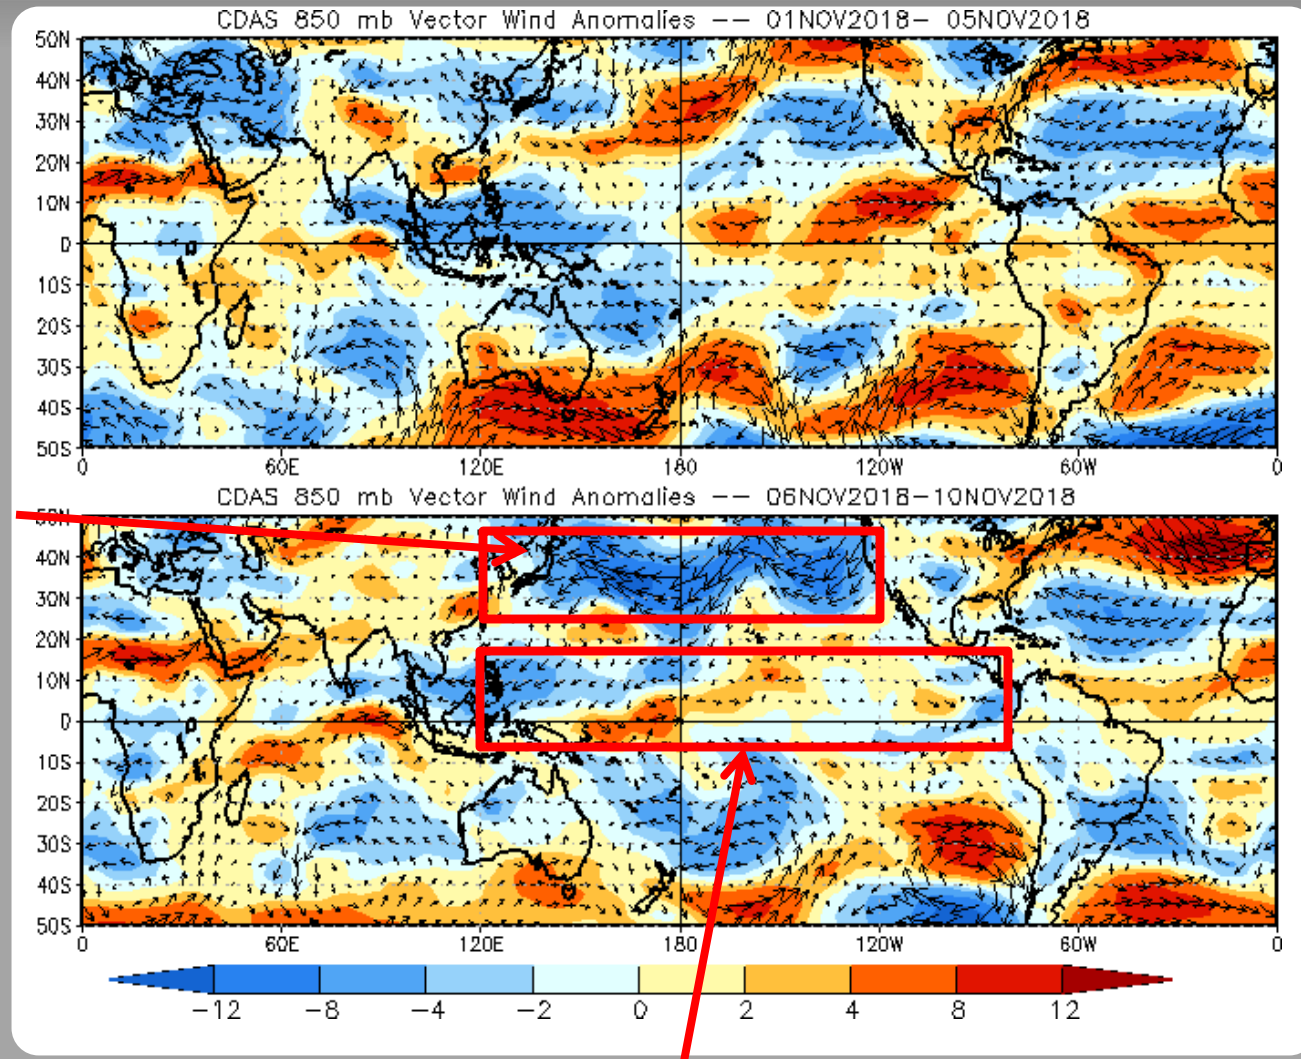 CDAS 850 mb Vector Wind Anomalies -- 01NOV2018- 05NOV2018
50N
40N
30N
20N
10N
0
10S
20S
30S
40S
50S
0 60E 120E 180 120W 60W 0
CDAS 850 mb Vector Wind Anomalies -- 06NOV2018-10NOV2018
50N
40N
30N
20N
10N
0
10S
20S
30S
40S
50S
0 60E 120E 180 120W 60W 0
-12 -8 -4 -2 0 2 4 8 12